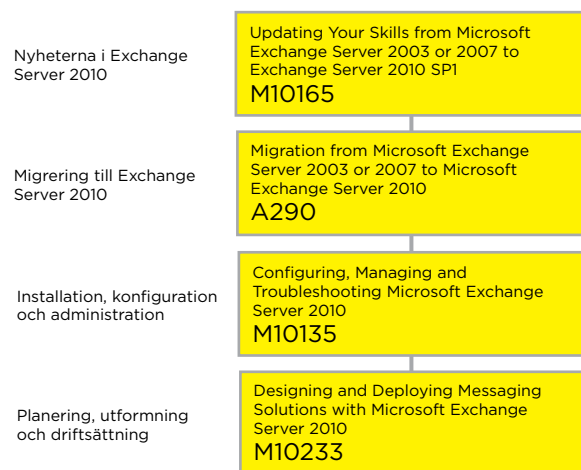 Nyheterna i Exchange
Server 2010
Updating Your Skills from Microsoft
Exchange Server 2003 or 2007 to
Exchange Server 2010 SP1
M10165
Migrering till Exchange
Server 2010
Migration from Microsoft Exchange
Server 2003 or 2007 to Microsoft
Exchange Server 2010
A290
Installation, konfiguration
och administration
Configuring, Managing and
Troubleshooting Microsoft Exchange
Server 2010
M10135
Planering, utformning
och driftsättning
Designing and Deploying Messaging
Solutions with Microsoft Exchange
Server 2010
M10233